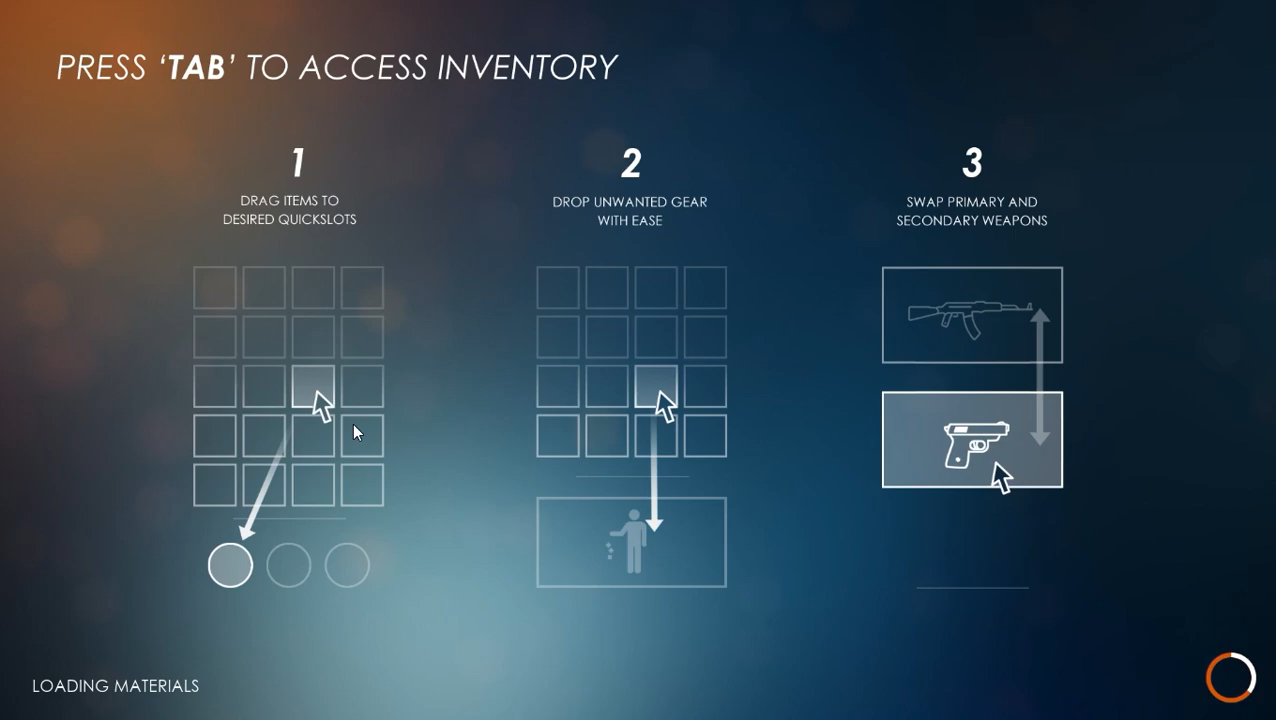 PRESS ‘TAB’ TO ACCESS INVENTORY
1
DRAG ITEMS TO
DESIRED QUICKSLOTS
2
DROP UNWANTED GEAR
WITH EASE
3
SWAP PRIMARY AND
SECONDARY WEAPONS
LOADING MATERIALS